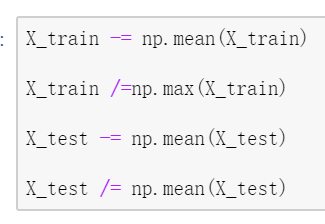 X_train -= np.mean(X_train)
X_train /=np.max(X_train)
X_test -= np.mean(X_test)
X_test /= np.mean(X_test)